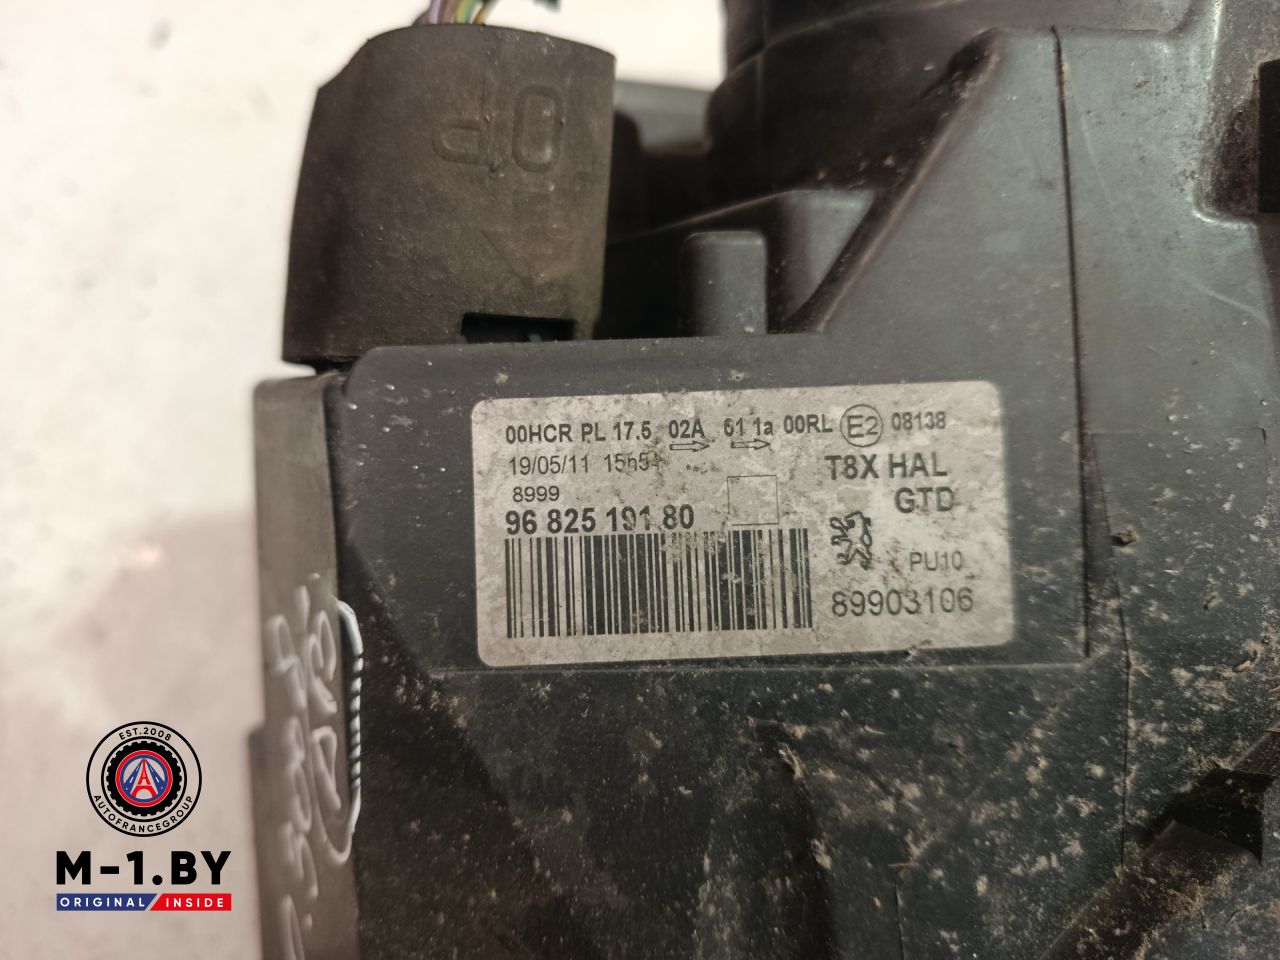 00HCR PL 17.5 02A 61 1a 00RL E2 08138
19/05/11
T8X HAL
8999
GTD
96 825 191 80
PU10
89903106
EST.2008
AUTOFRANCEGROUP
M-1.BY
ORIGINAL INSIDE